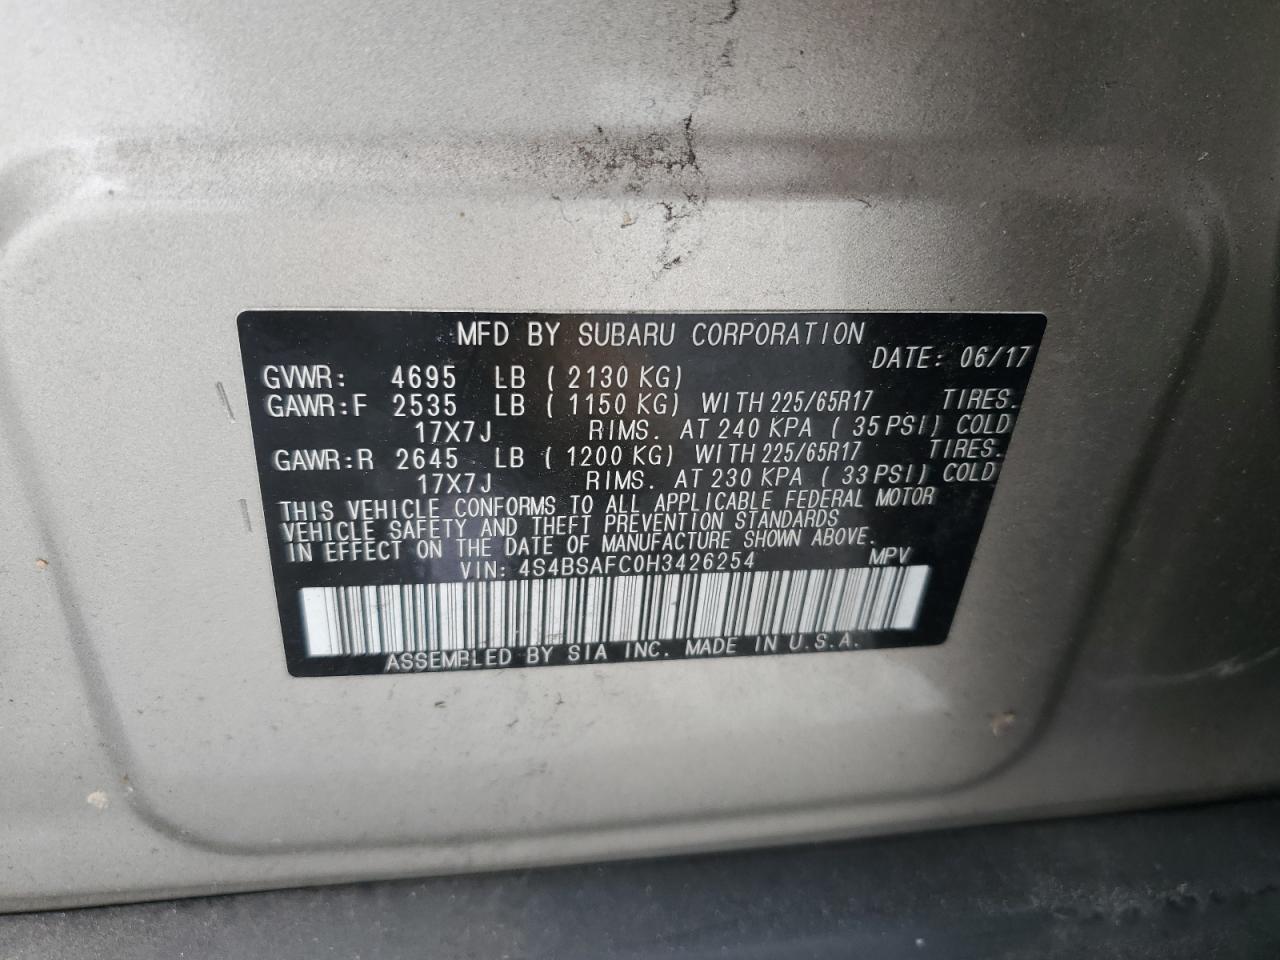 MFD BY SUBARU CORPORATION
DATE: 06/17
GVWR: 4695 LB ( 2130 KG)
GAWR:F 2535 LB ( 1150 KG) WITH 225/65R17 TIRES.
17X7J RIMS. AT 240 KPA ( 35 PSI) COLD
GAWR:R 2645 LB ( 1200 KG) WITH 225/65R17 TIRES.
17X7J RIMS. AT 230 KPA ( 33 PSI) COLD
THIS VEHICLE CONFORMS TO ALL APPLICABLE FEDERAL MOTOR
VEHICLE SAFETY AND THEFT PREVENTION STANDARDS
IN EFFECT ON THE DATE OF MANUFACTURE SHOWN ABOVE.
VIN: 4S4BSAFC0H3426254 MPV
ASSEMBLED BY SIA INC. MADE IN U.S.A.